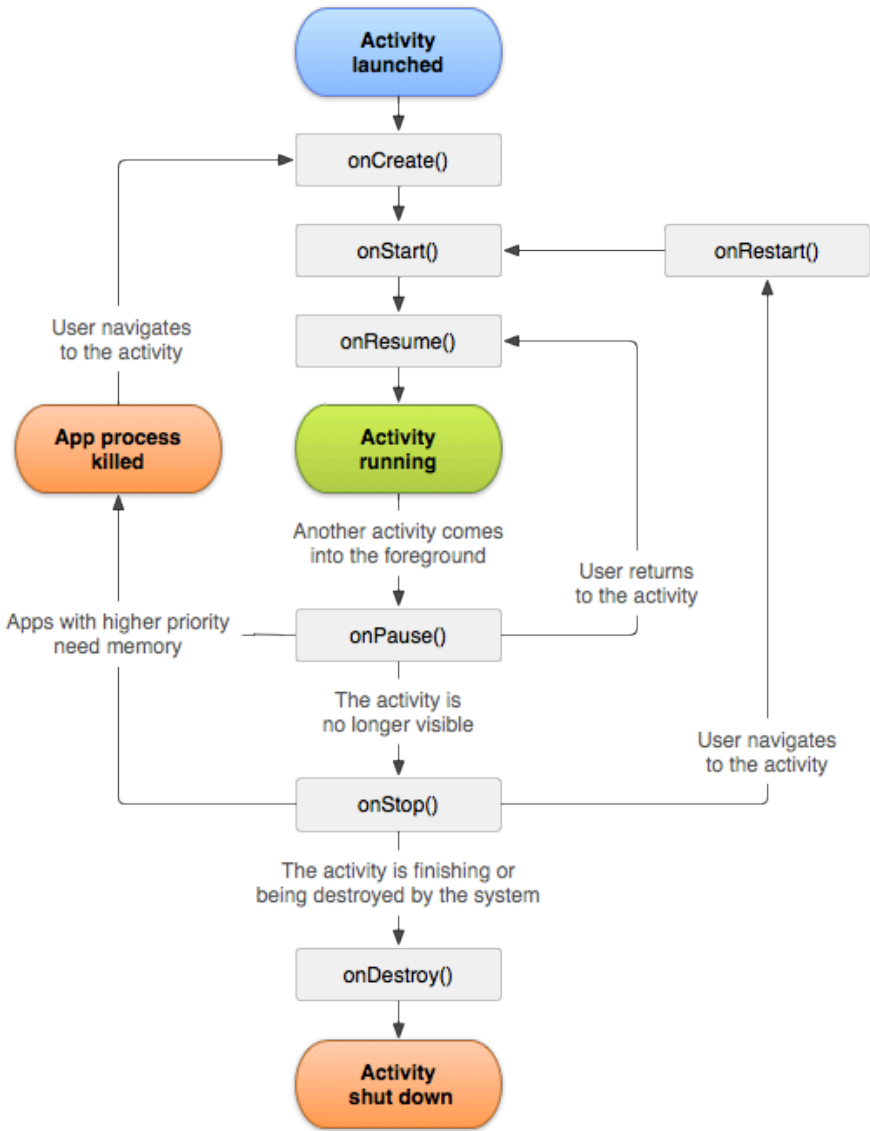 Activity
launched
onCreate()
onStart()
onRestart()
User navigates
to the activity
onResume()
App process
killed
Activity
running
Another activity comes
into the foreground
User returns
to the activity
Apps with higher priority
need memory
onPause()
The activity is
no longer visible
User navigates
to the activity
onStop()
The activity is finishing or
being destroyed by the system
onDestroy()
Activity
shut down